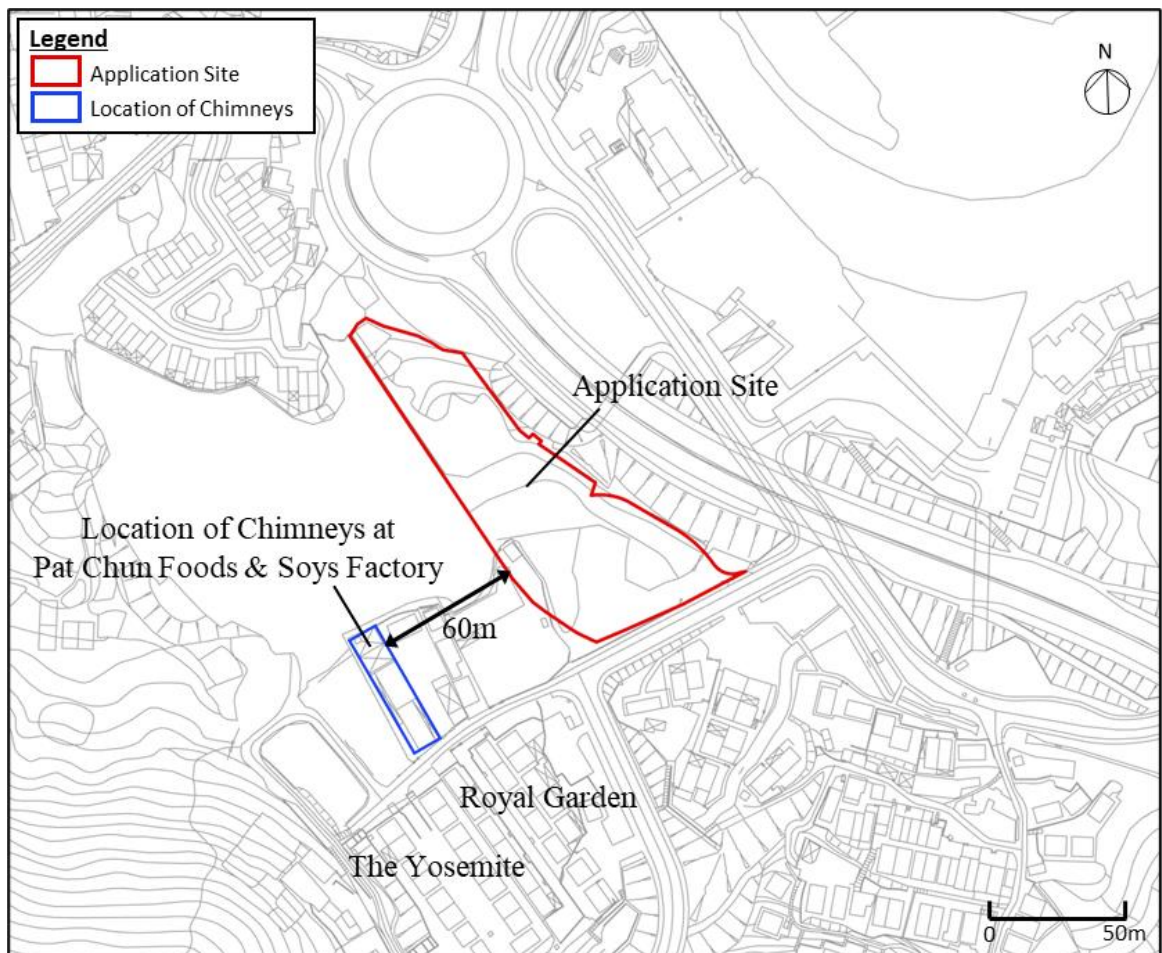 Legend
Application Site
Location of Chimneys
N
Application Site
Location of Chimneys at
Pat Chun Foods & Soys Factory
60m
Royal Garden
The Yosemite
0
50m